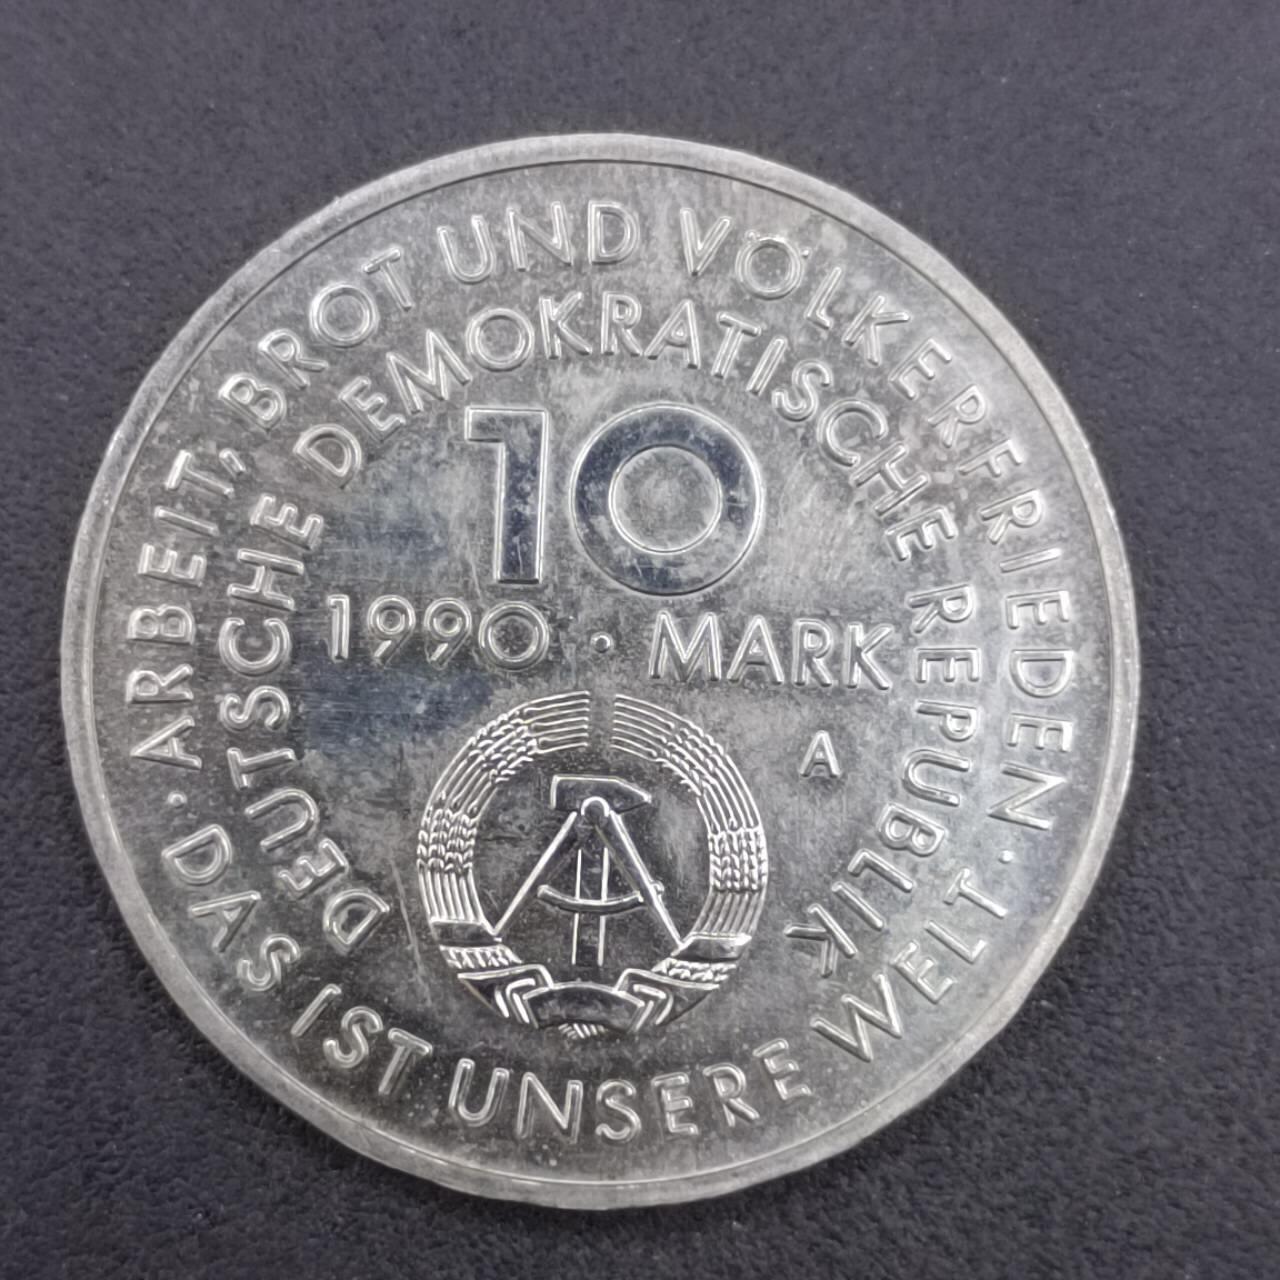 ARBEIT, BROT UND VÖLKERFRIEDEN · DAS IST UNSERE WELT ·
DEUTSCHE DEMOKRATISCHE REPUBLIK
10
1990 · MARK
A